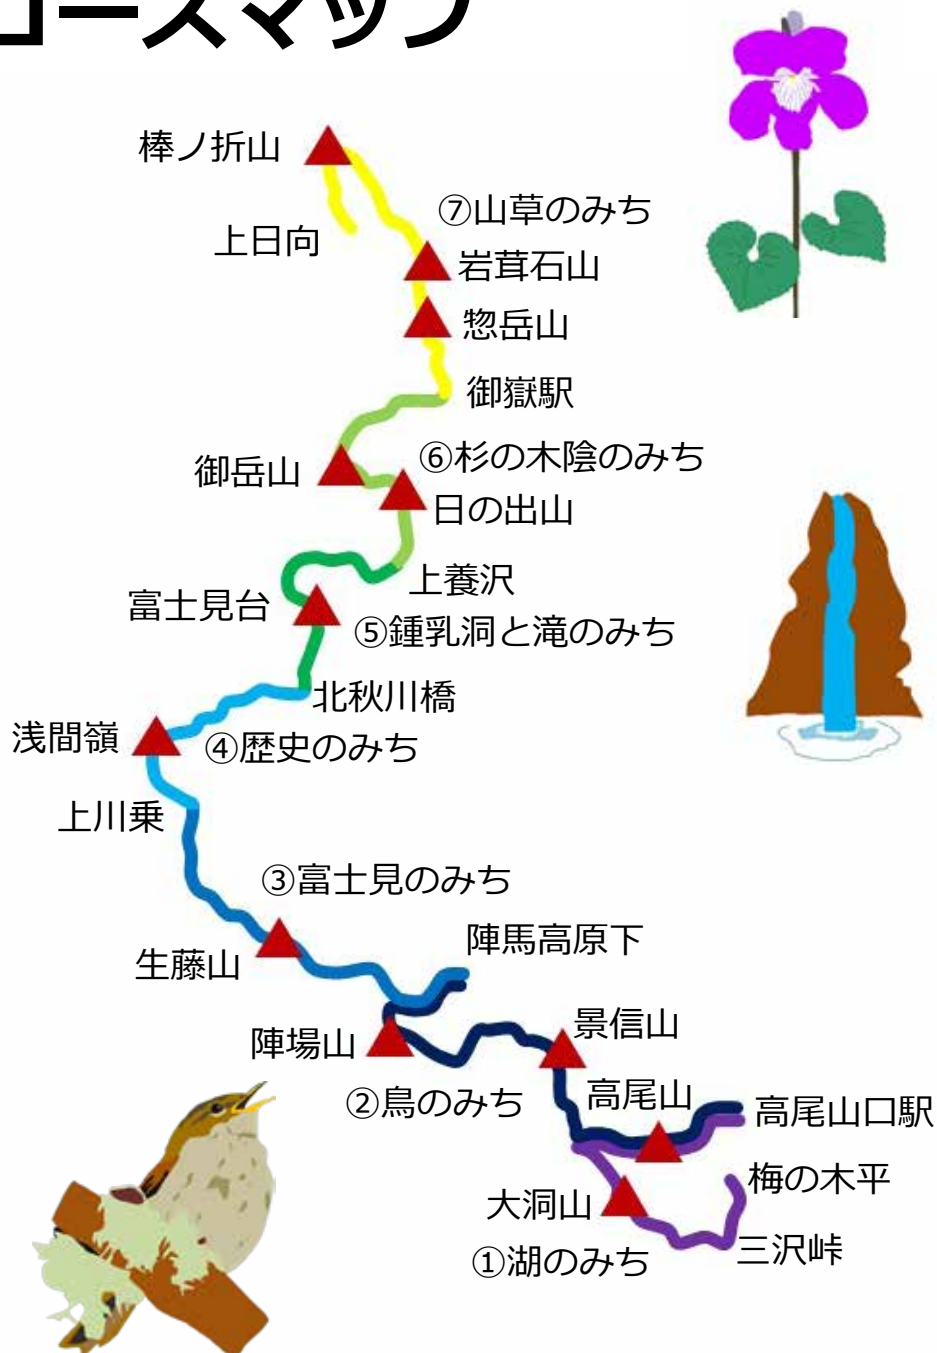 コースマップ
棒ノ折山
⑦山草のみち
上日向
岩茸石山
惣岳山
御嶽駅
⑥杉の木陰のみち
御岳山
日の出山
上養沢
富士見台
⑤鍾乳洞と滝のみち
北秋川橋
浅間嶺
④歴史のみち
上川乗
③富士見のみち
陣馬高原下
生藤山
景信山
陣場山
高尾山
②鳥のみち
高尾山口駅
梅の木平
大洞山
三沢峠
①湖のみち